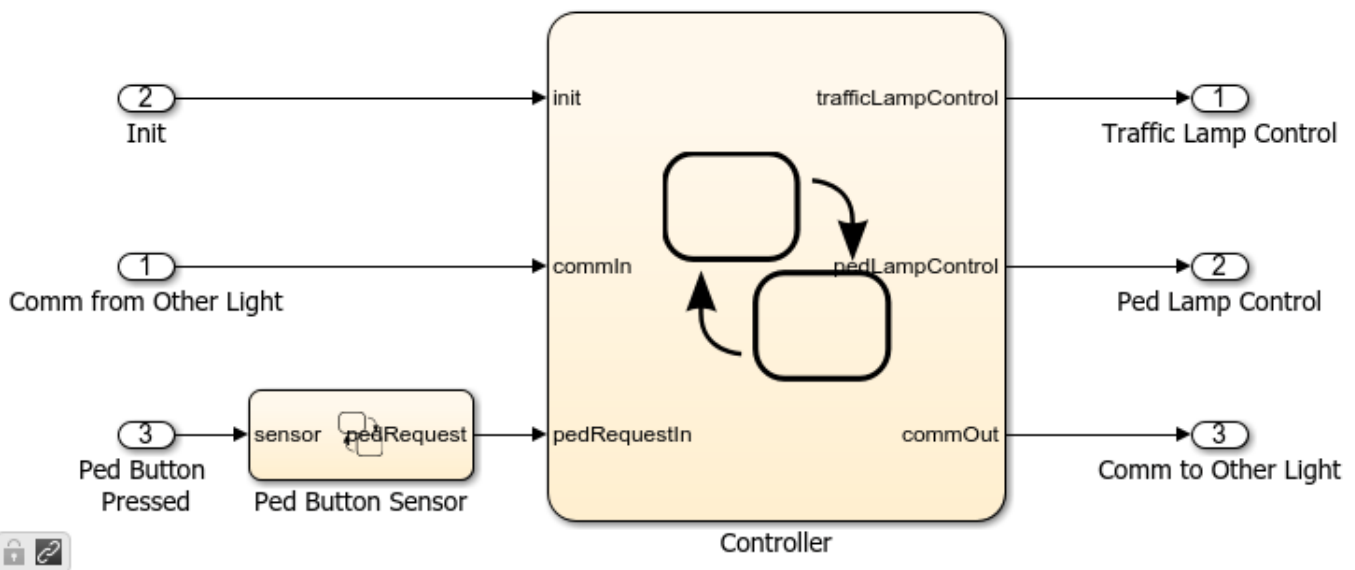 2
init
trafficLampControl
1
Init
Traffic Lamp Control
1
commIn
pedLampControl
2
Comm from Other Light
Ped Lamp Control
3
sensor
pedRequest
pedRequestIn
commOut
3
Ped Button
Pressed
Ped Button Sensor
Comm to Other Light
Controller